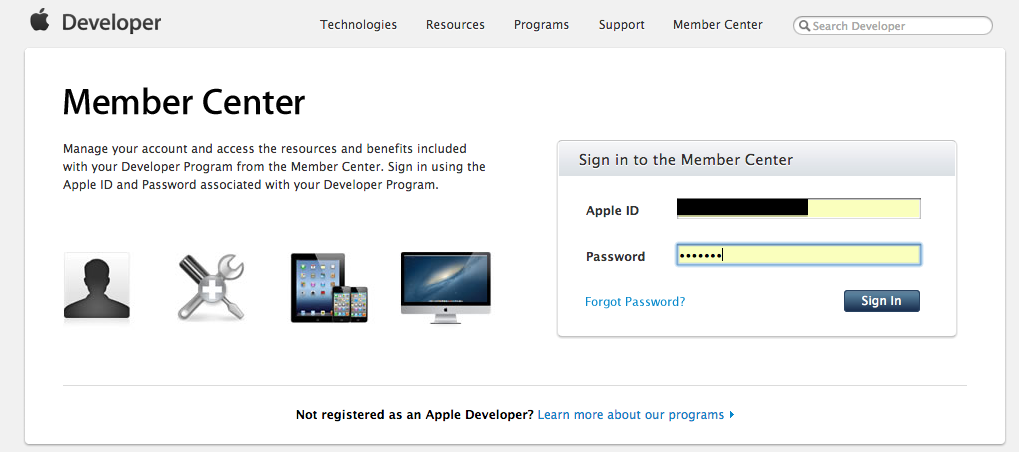 Developer
Technologies Resources Programs Support Member Center
Search Developer
Member Center
Manage your account and access the resources and benefits included
with your Developer Program from the Member Center. Sign in using the
Apple ID and Password associated with your Developer Program.
Sign in to the Member Center
Apple ID
Password
•••••••
Forgot Password?
Sign In
Not registered as an Apple Developer? Learn more about our programs